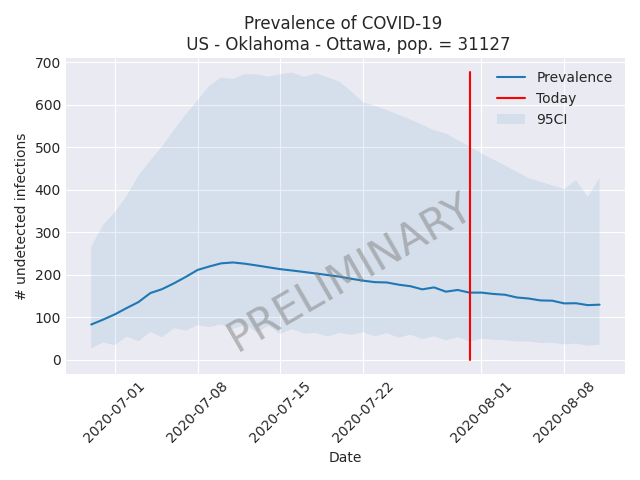 Prevalence of COVID-19
US - Oklahoma - Ottawa, pop. = 31127
700
600
500
400
300
200
100
0
# undetected infections
Prevalence
Today
95CI
PRELIMINARY
2020-07-01
2020-07-08
2020-07-15
2020-07-22
2020-08-01
2020-08-08
Date